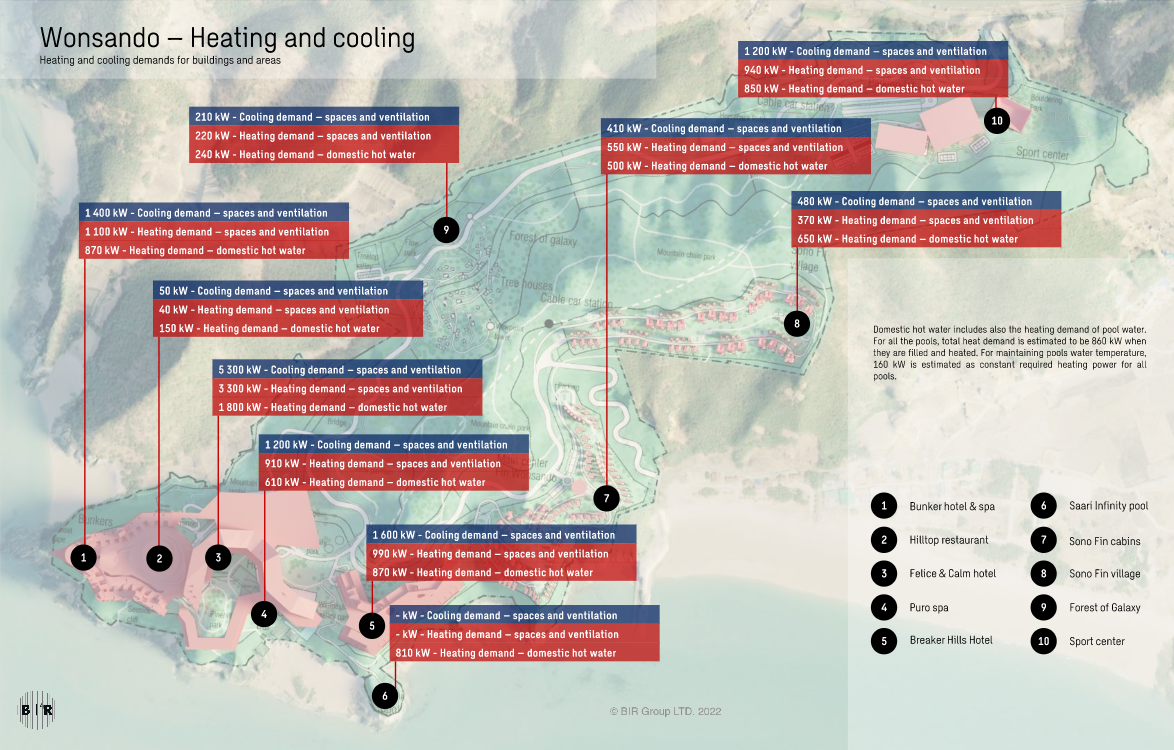 Wonsando – Heating and cooling
Heating and cooling demands for buildings and areas
1 200 kW - Cooling demand – spaces and ventilation
940 kW - Heating demand – spaces and ventilation
850 kW - Heating demand – domestic hot water
210 kW - Cooling demand – spaces and ventilation
220 kW - Heating demand – spaces and ventilation
240 kW - Heating demand – domestic hot water
410 kW - Cooling demand – spaces and ventilation
550 kW - Heating demand – spaces and ventilation
500 kW - Heating demand – domestic hot water
480 kW - Cooling demand – spaces and ventilation
370 kW - Heating demand – spaces and ventilation
650 kW - Heating demand – domestic hot water
1 400 kW - Cooling demand – spaces and ventilation
1 100 kW - Heating demand – spaces and ventilation
870 kW - Heating demand – domestic hot water
50 kW - Cooling demand – spaces and ventilation
40 kW - Heating demand – spaces and ventilation
150 kW - Heating demand – domestic hot water
5 300 kW - Cooling demand – spaces and ventilation
3 300 kW - Heating demand – spaces and ventilation
1 800 kW - Heating demand – domestic hot water
1 200 kW - Cooling demand – spaces and ventilation
910 kW - Heating demand – spaces and ventilation
610 kW - Heating demand – domestic hot water
1 600 kW - Cooling demand – spaces and ventilation
990 kW - Heating demand – spaces and ventilation
870 kW - Heating demand – domestic hot water
- kW - Cooling demand – spaces and ventilation
- kW - Heating demand – spaces and ventilation
810 kW - Heating demand – domestic hot water
Cable car station
Bouldering
Park
Sport center
Forest of galaxy
Mountain chain park
Sono Fi
village
Tree houses
Cable car station
Parking
Bridge
Mountain chain park
Bunkers
Park
10
9
8
7
1
2
3
4
5
6
Domestic hot water includes also the heating demand of pool water.
For all the pools, total heat demand is estimated to be 860 kW when
they are filled and heated. For maintaining pools water temperature,
160 kW is estimated as constant required heating power for all
pools.
1 Bunker hotel & spa
2 Hilltop restaurant
3 Felice & Calm hotel
4 Puro spa
5 Breaker Hills Hotel
6 Saari Infinity pool
7 Sono Fin cabins
8 Sono Fin village
9 Forest of Galaxy
10 Sport center
© BIR Group LTD. 2022
BIR